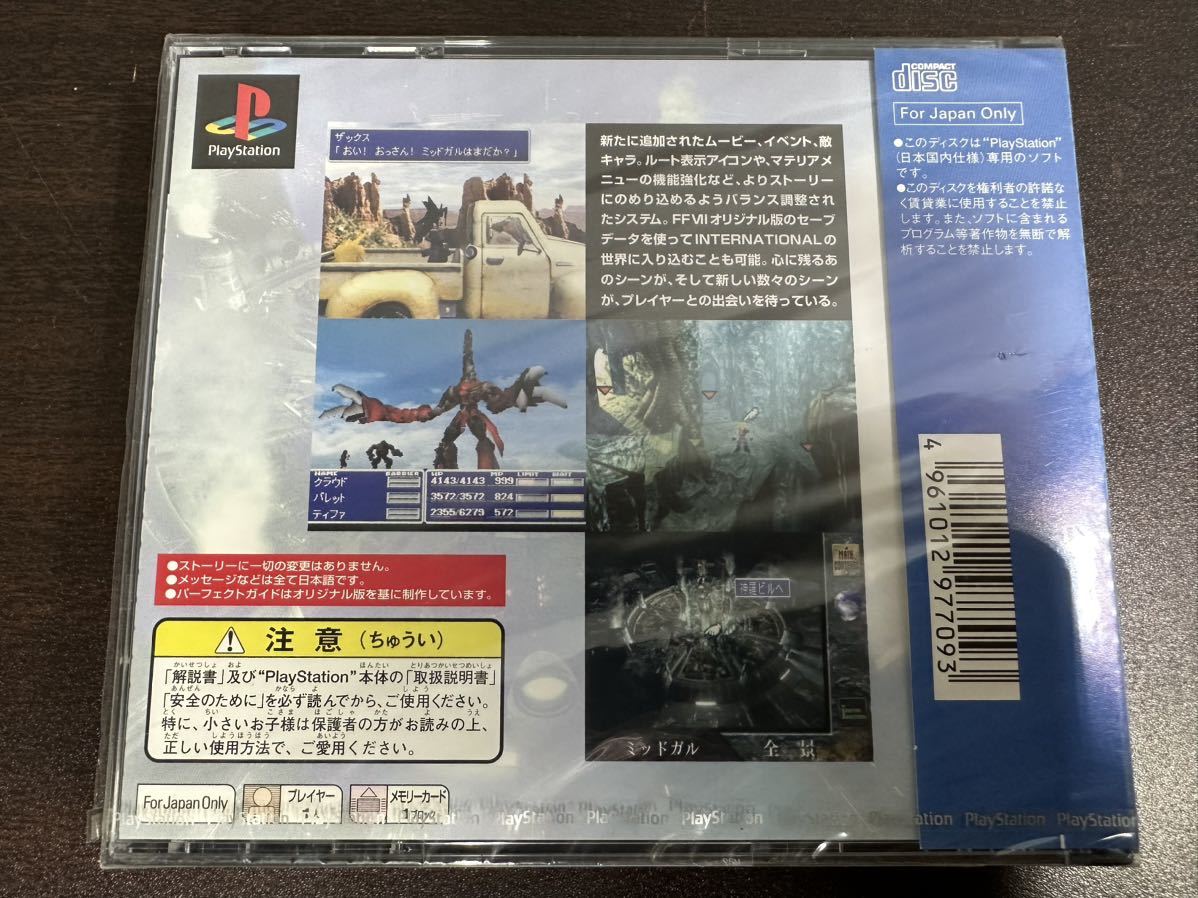 PlayStation
ザックス
「おい！ おっさん！ ミッドガルはまだか？」
新たに追加されたムービー、イベント、敵
キャラ。ルート表示アイコンや、マテリアメ
ニューの機能強化など、よりストーリー
にのめり込めるようバランス調整され
たシステム。FFⅦオリジナル版のセーブ
データを使ってINTERNATIONALの
世界に入り込むことも可能。心に残るあ
のシーンが、そして新しい数々のシーン
が、プレイヤーとの出会いを待っている。
NAME BARRIER HP MP LIMIT WAIT
クラウド 4143/4143 999
バレット 3572/3572 824
ティファ 2355/6279 572
神羅ビルへ
ミッドガル 全景
●ストーリーに一切の変更はありません。
●メッセージなどは全て日本語です。
●パーフェクトガイドはオリジナル版を基に制作しています。
注意（ちゅうい）
「解説書」及び“PlayStation”本体の「取扱説明書」
「安全のために」を必ず読んでから、ご使用ください。
特に、小さいお子様は保護者の方がお読みの上、
正しい使用方法で、ご愛用ください。
For Japan Only
プレイヤー
1人
メモリーカード
1ブロック
COMPACT
disc
For Japan Only
●このディスクは“PlayStation”
（日本国内仕様）専用のソフト
です。
●このディスクを権利者の許諾な
く賃貸業に使用することを禁止
します。また、ソフトに含まれる
プログラム等著作物を無断で解
析することを禁止します。
4 961012 977093
PlayStation PlayStation PlayStation PlayStation PlayStation